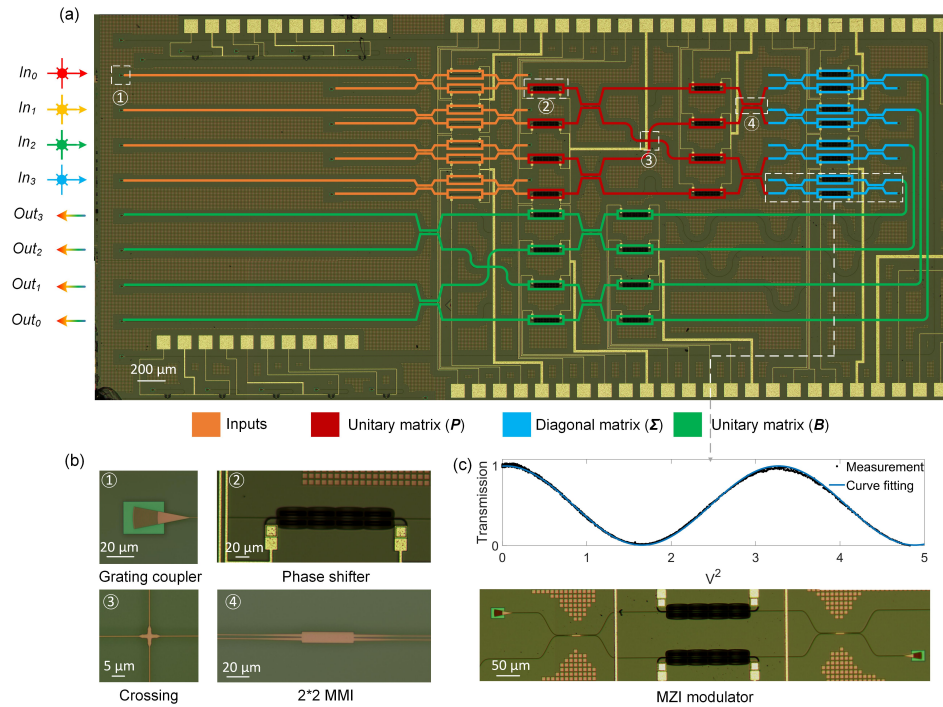 (a)
In₀
①
In₁
②
④
In₂
③
In₃
Out₃
Out₂
Out₁
Out₀
200 μm
Inputs
Unitary matrix (P)
Diagonal matrix (Σ)
Unitary matrix (B)
(b)
①
20 μm
Grating coupler
②
20 μm
Phase shifter
③
5 μm
Crossing
④
20 μm
2*2 MMI
(c)
Transmission
1
0
Measurement
Curve fitting
0 1 2 3 4 5
V²
50 μm
MZI modulator